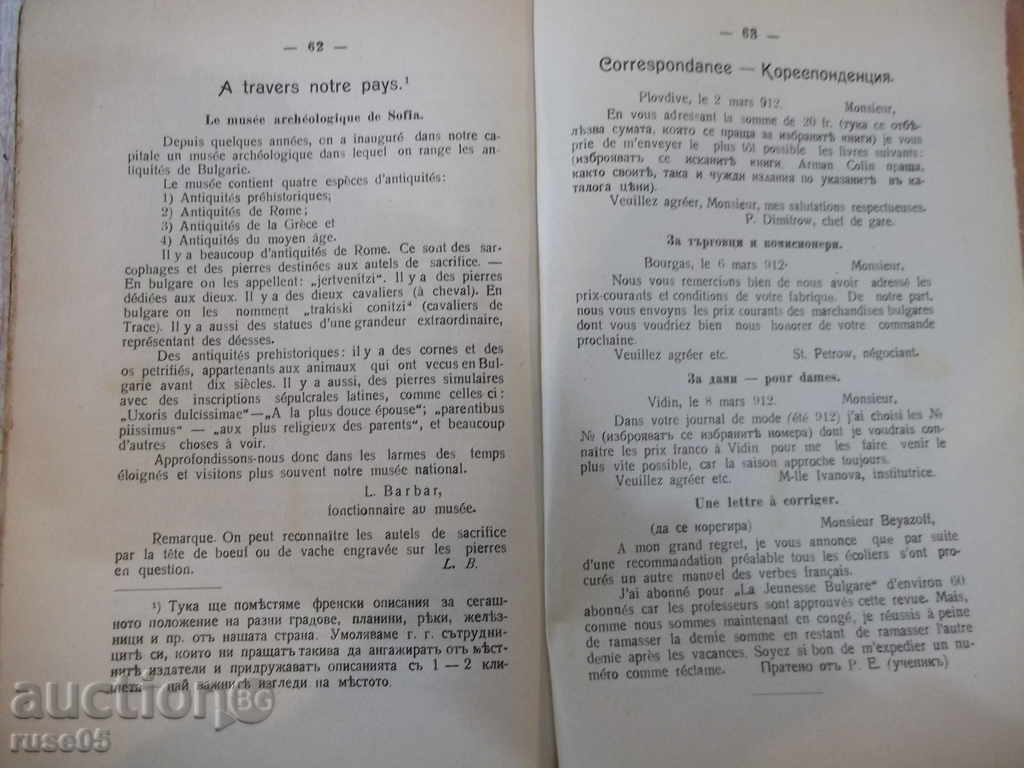 — 62 —
A travers notre pays.¹
Le musée archéologique de Sofia.
Depuis quelques années, on a inauguré dans notre ca-
pitale un musée archéologique dans lequel on range les an-
tiquités de Bulgarie.
Le musée contient quatre espèces d'antiquités:
1) Antiquités préhistoriques;
2) Antiquités de Rome;
3) Antiquités de la Grèce et
4) Antiquités du moyen âge.
Il y a beaucoup d'antiquités de Rome. Ce sont des sar-
cophages et des pierres destinées aux autels de sacrifice. —
En bulgare on les appellent: „jertvenitzi". Il y a des pierres
dédiées aux dieux. Il y a des dieux cavaliers (à cheval). En
bulgare on les nomment „trakiski conitzi" (cavaliers de
Trace). Il y a aussi des statues d'une grandeur extraordinaire,
représentant des déesses.
Des antiquités prehistoriques: il y a des cornes et des
os petrifiés, appartenants aux animaux qui ont vecus en Bul-
garie avant dix siècles. Il y a aussi, des pierres simulaires
avec des inscriptions sépulcrales latines, comme celles ci:
„Uxoris dulcissimae"—„A la plus douce épouse"; „parentibus
piissimus" — „aux plus religieux des parents", et beaucoup
d'autres choses à voir.
Approfondissons-nous donc dans les larmes des temps
éloignés et visitons plus souvent notre musée national.
L. Barbar,
fonctionnaire au musée.
Remarque. On peut reconnaître les autels de sacrifice
par la tête de boeuf ou de vache engravée sur les pierres
en question. L. B.
¹) Тука ще помѣстяме френски описания за сегаш-
ното положение на разни градове, планини, рѣки, желѣз-
ници и пр. отъ нашата страна. Умоляваме г. г. сътрудни-
цитѣ си, които ни пращатъ такива да ангажиратъ отъ мѣст-
нитѣ издатели и придружаватъ описанията съ 1—2 кли-
шета — най важнитѣ изгледи на мѣстото.
— 63 —
Correspondance — Кореспонденция.
Plovdive, le 2 mars 912. Monsieur,
En vous adressant la somme de 20 fr. (тука се отбѣ-
лѣзва сумата, която се праща за избранитѣ книги) je vous
prie de m'enveyer le plus tôt possible les livres suivants:
(изброяватъ се исканитѣ книги. Arman Colin праща,
както своитѣ, така и чужди издания по указанитѣ въ ка-
талога цѣни).
Veuillez agréer, Monsieur, mes salutations respectueuses.
P. Dimitrow, chef de gare.
За търговци и комисионери.
Bourgas, le 6 mars 912. Monsieur,
Nous vous remercions bien de nous avoir adressé les
prix-courants et conditions de votre fabrique. De notre part,
nous vous envoyns les prix courants des marchandises bulgares
dont vous voudriez bien nous honorer de votre commande
prochaine.
Veuillez agréer etc. St. Petrow, négociant.
За дами — pour dames.
Vidin, le 8 mars 912. Monsieur,
Dans votre journal de mode (été 912) j'ai choisi les №
№ (изброяватъ се избранитѣ номера) dont je voudrais con-
naître les prix franco à Vidin pour me les faire venir le
plus vite possible, car la saison approche toujours.
Veuillez agréer etc. M-lle Ivanova, institutrice.
Une lettre à corriger.
(да се корегира) Monsieur Beyazoff,
A mon grand regret, je vous annonce que par suite
d'une recommandation préalable tous les écoliers s'ont pro-
curés un autre manuel des verbes français.
J'ai abonné pour „La Jeunesse Bulgare" d'environ 60
abonnés car les professeurs sont approuvés cette revue. Mais,
comme nous sommes maintenant en congé, je réussis à peine
de ramasser la demie somme en restant de ramasser l'autre
demie après les vacances. Soyez si bon de m'expedier un nu-
méro comme réclame. Пратено отъ Р. Е. (ученикъ)
auction BG
ruse05